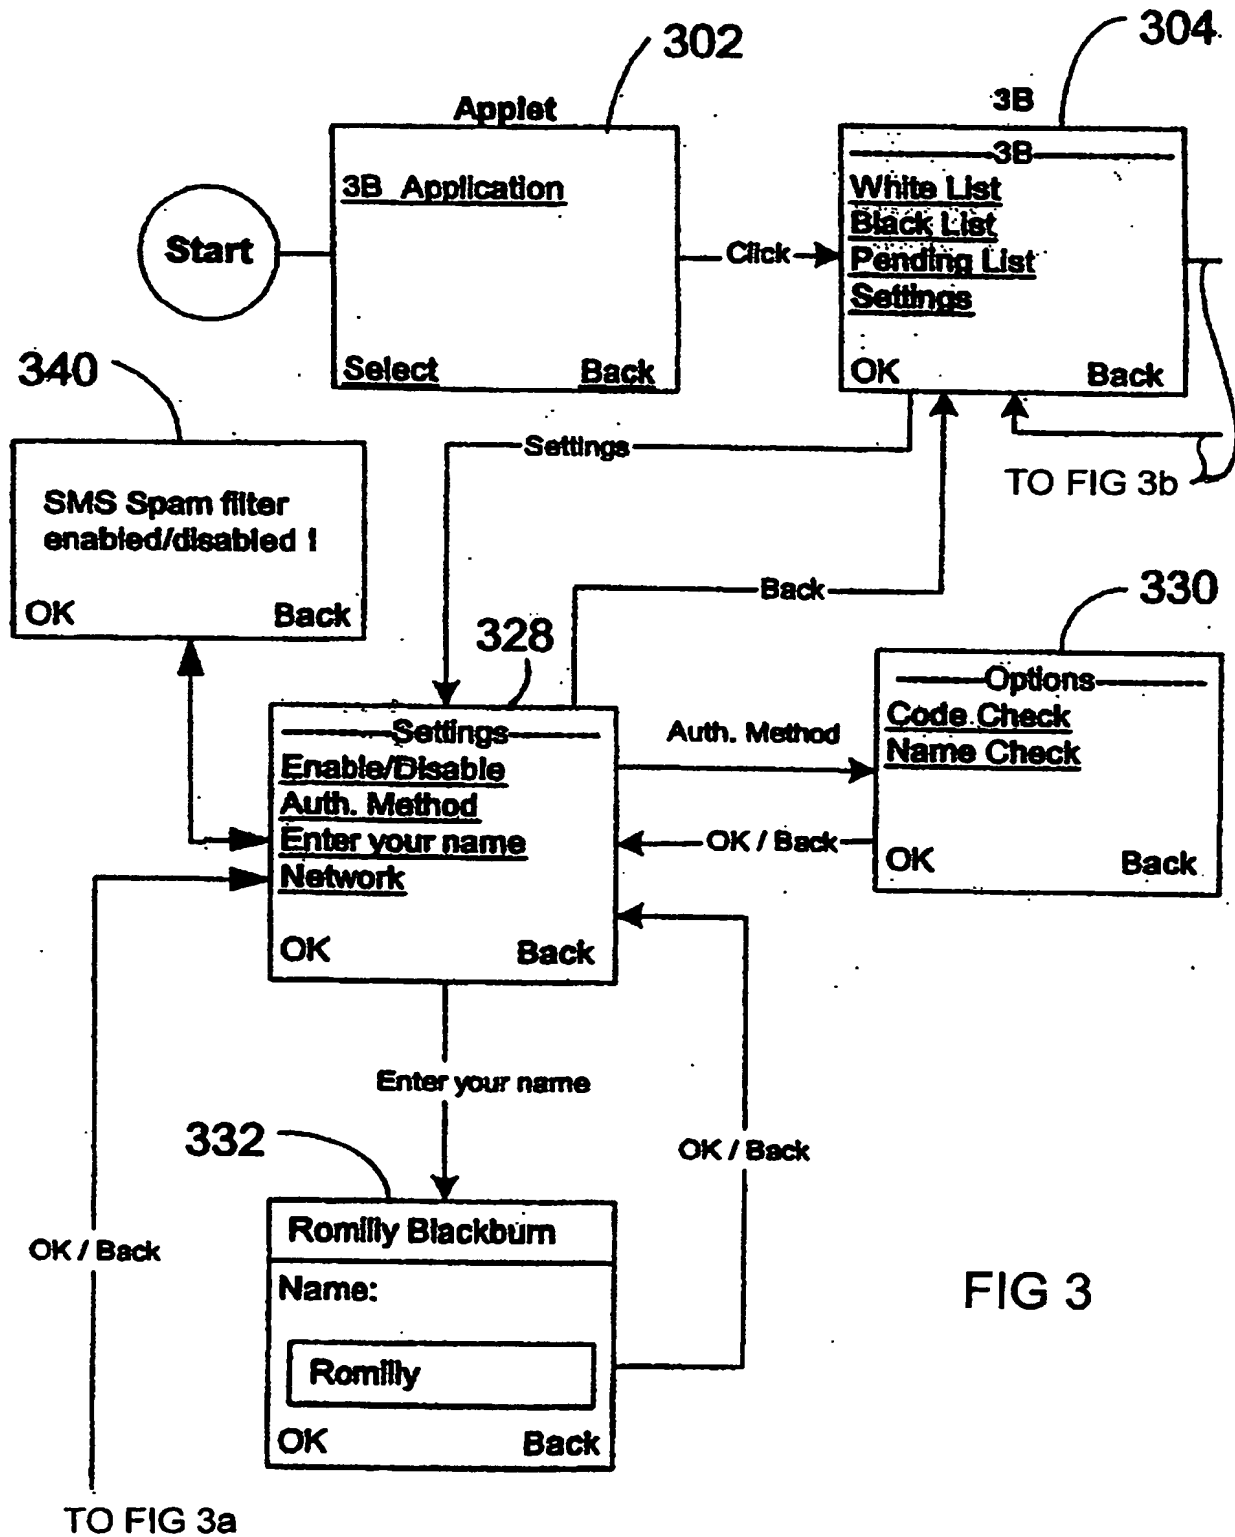 302
304
Applet
3B
3B Application
Select Back
Start
Click
3B
White List
Black List
Pending List
Settings
OK Back
340
SMS Spam filter
enabled/disabled !
OK Back
Settings
TO FIG 3b
Back
328
330
Settings
Enable/Disable
Auth. Method
Enter your name
Network
OK Back
Auth. Method
Options
Code Check
Name Check
OK Back
OK / Back
Enter your name
332
OK / Back
Romilly Blackburn
Name:
Romilly
OK Back
OK / Back
FIG 3
TO FIG 3a